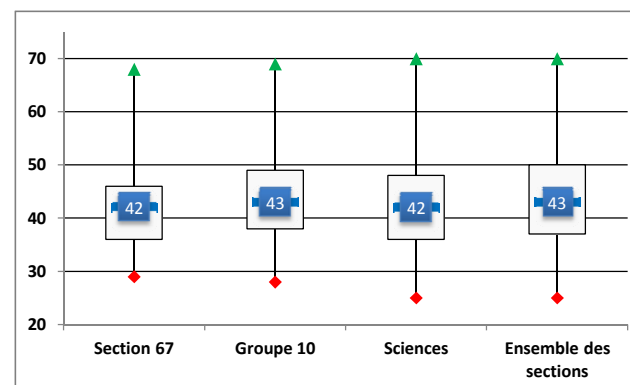 70
60
50
40
30
20
42
43
42
43
Section 67
Groupe 10
Sciences
Ensemble des
sections